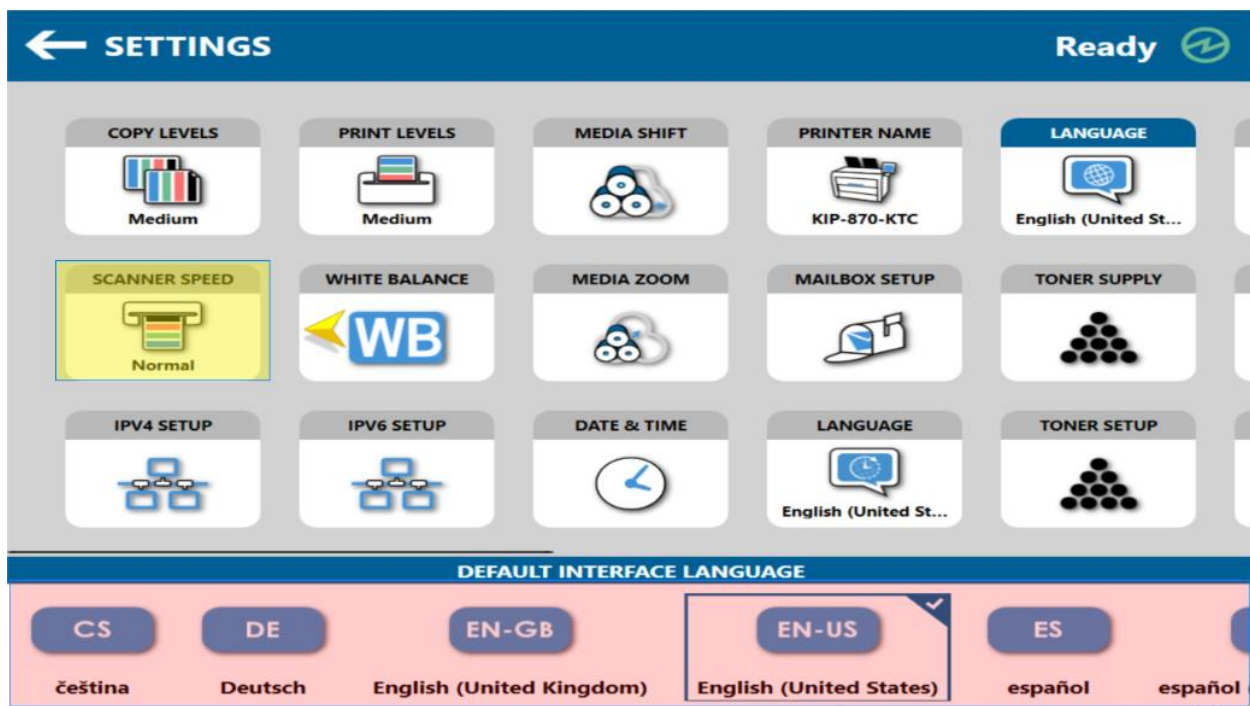 SETTINGS
Ready
COPY LEVELS
Medium
PRINT LEVELS
Medium
MEDIA SHIFT
PRINTER NAME
KIP-870-KTC
LANGUAGE
English (United St...
SCANNER SPEED
Normal
WHITE BALANCE
WB
MEDIA ZOOM
MAILBOX SETUP
TONER SUPPLY
IPV4 SETUP
IPV6 SETUP
DATE & TIME
LANGUAGE
English (United St...
TONER SETUP
DEFAULT INTERFACE LANGUAGE
CS
čeština
DE
Deutsch
EN-GB
English (United Kingdom)
EN-US
English (United States)
ES
español
español